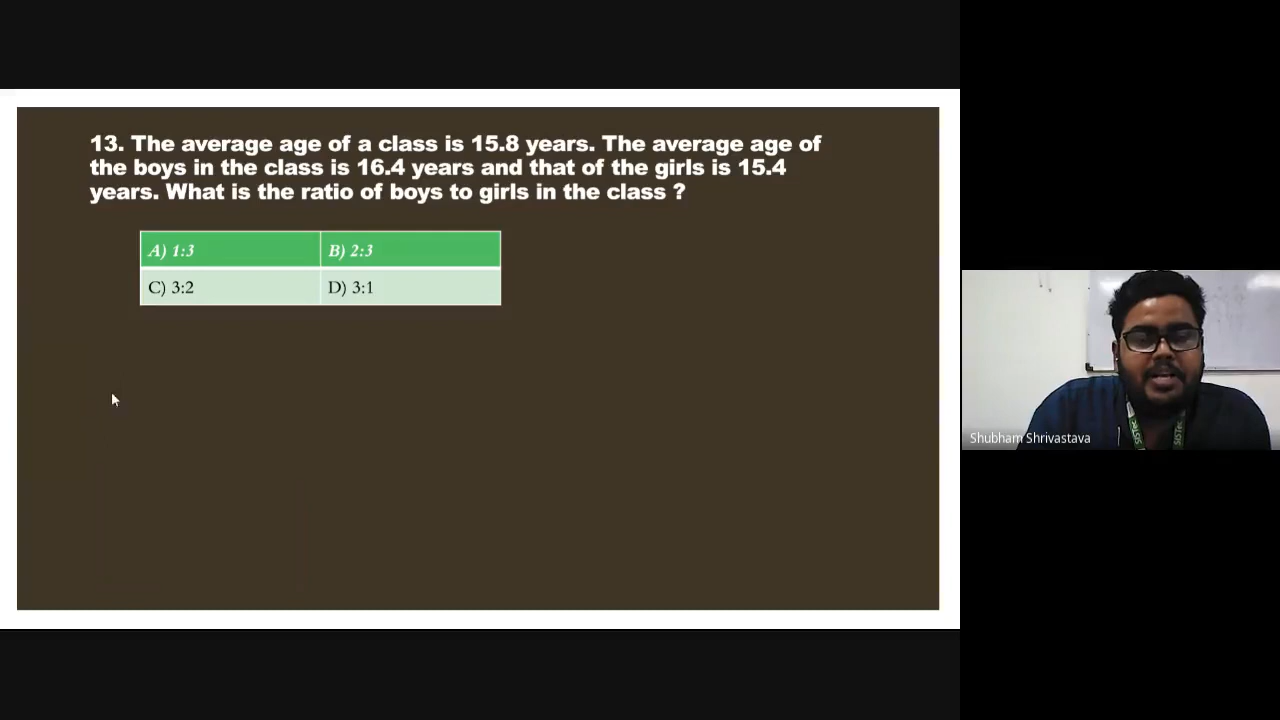 13. The average age of a class is 15.8 years. The average age of
the boys in the class is 16.4 years and that of the girls is 15.4
years. What is the ratio of boys to girls in the class ?
A) 1:3 B) 2:3
C) 3:2 D) 3:1
Shubham Shrivastava